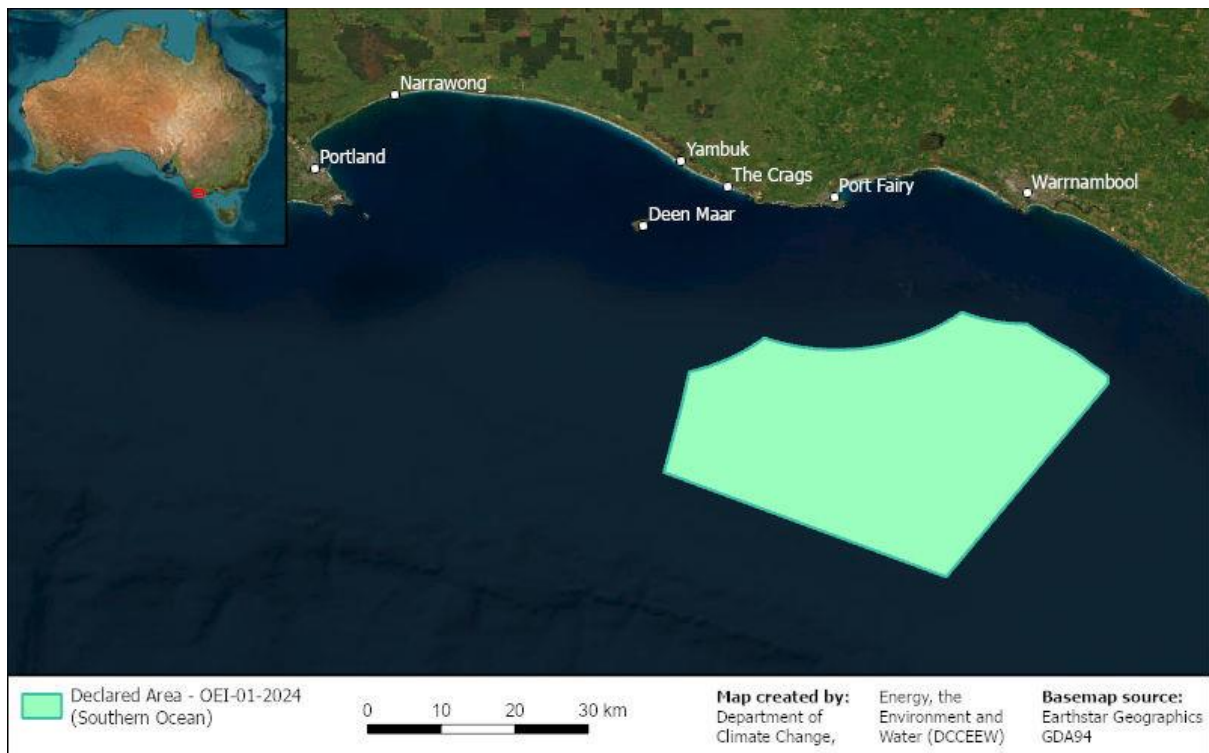 Narrawong
Portland
Yambuk
The Crags
Port Fairy
Warrnambool
Deen Maar
Declared Area - OEI-01-2024
(Southern Ocean)
0 10 20 30 km
Map created by:
Department of
Climate Change,
Energy, the
Environment and
Water (DCCEEW)
Basemap source:
Earthstar Geographics
GDA94